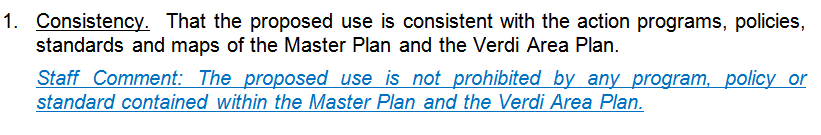 1. Consistency. That the proposed use is consistent with the action programs, policies,
standards and maps of the Master Plan and the Verdi Area Plan.
Staff Comment: The proposed use is not prohibited by any program, policy or
standard contained within the Master Plan and the Verdi Area Plan.